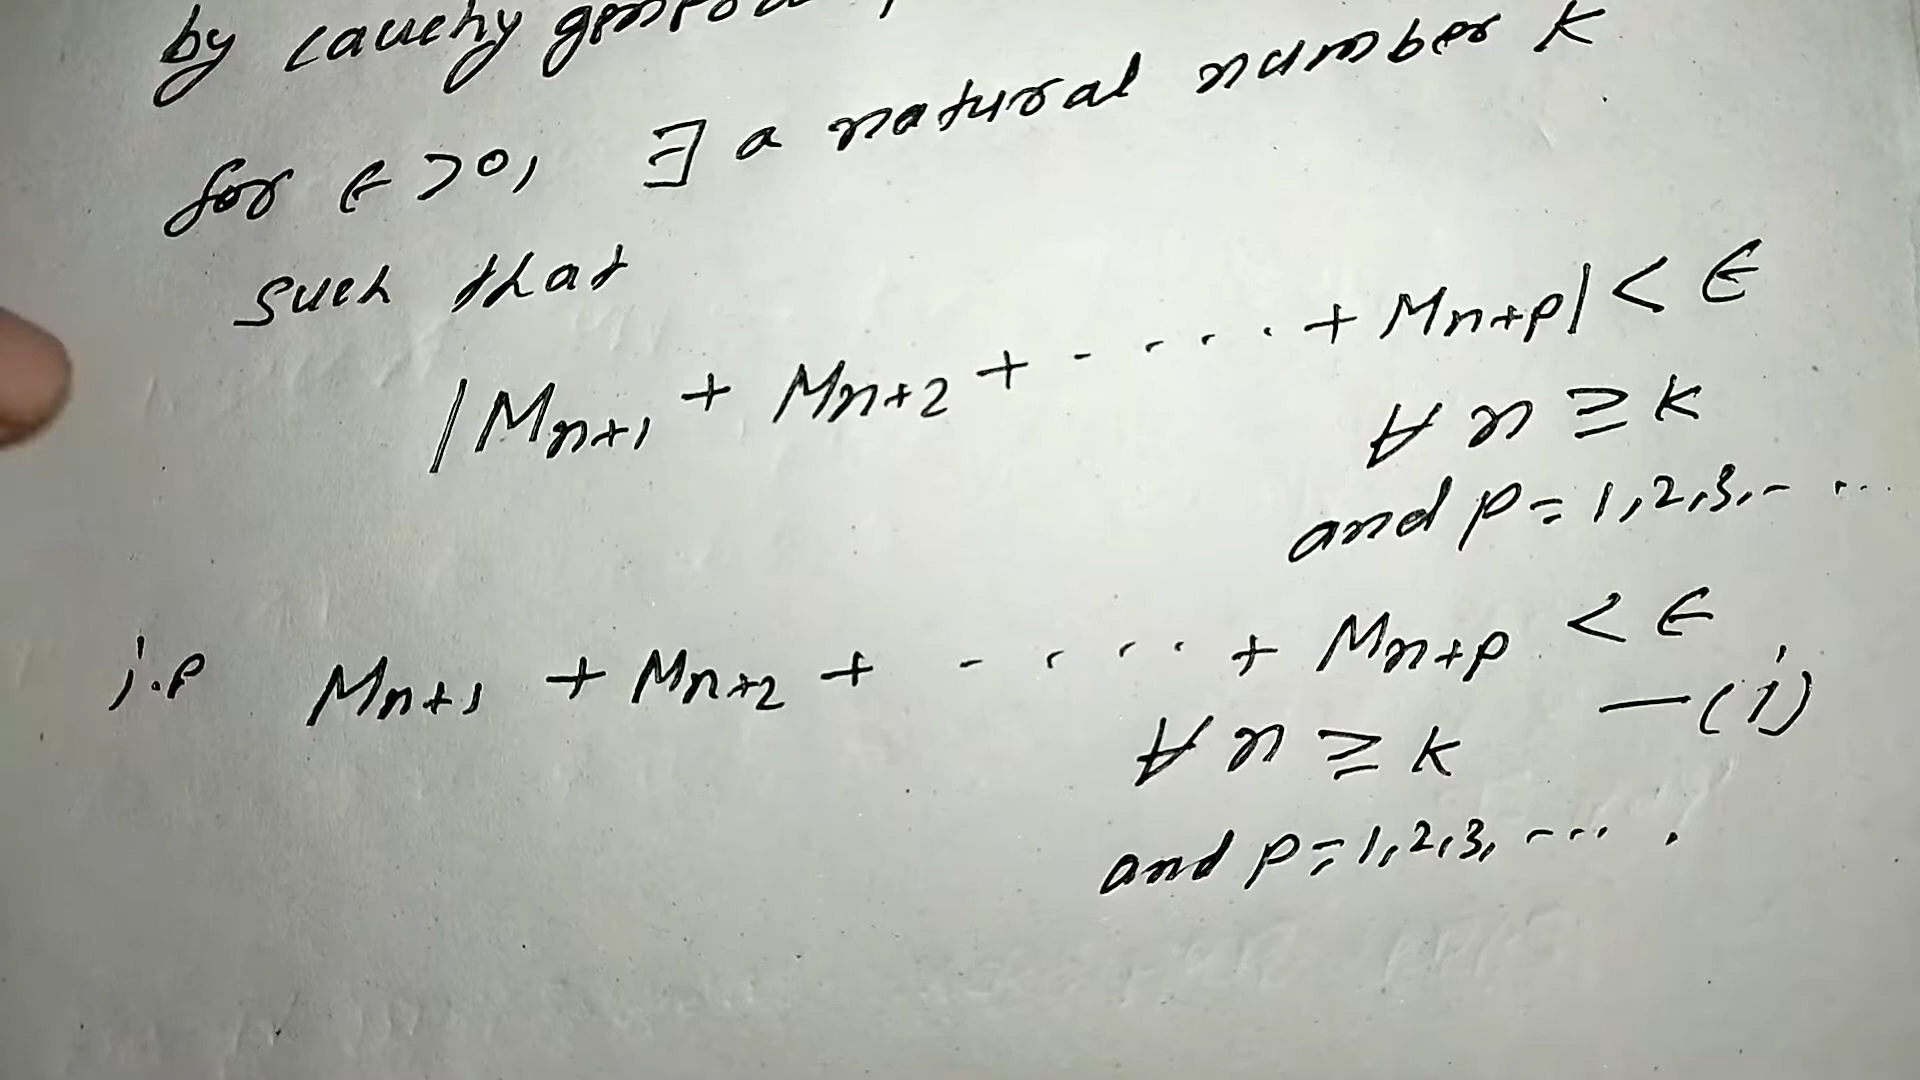 by cauchy
for ϵ > 0, ∃ a natural number K
such that
|Mn+1 + Mn+2 + - - - · · · + Mn+p| < ϵ
∀ n ≥ K
and p = 1,2,3,- ...
i.e Mn+1 + Mn+2 + - · · · · + Mn+p < ϵ
—(i)
∀ n ≥ K
and p = 1,2,3, ---- .